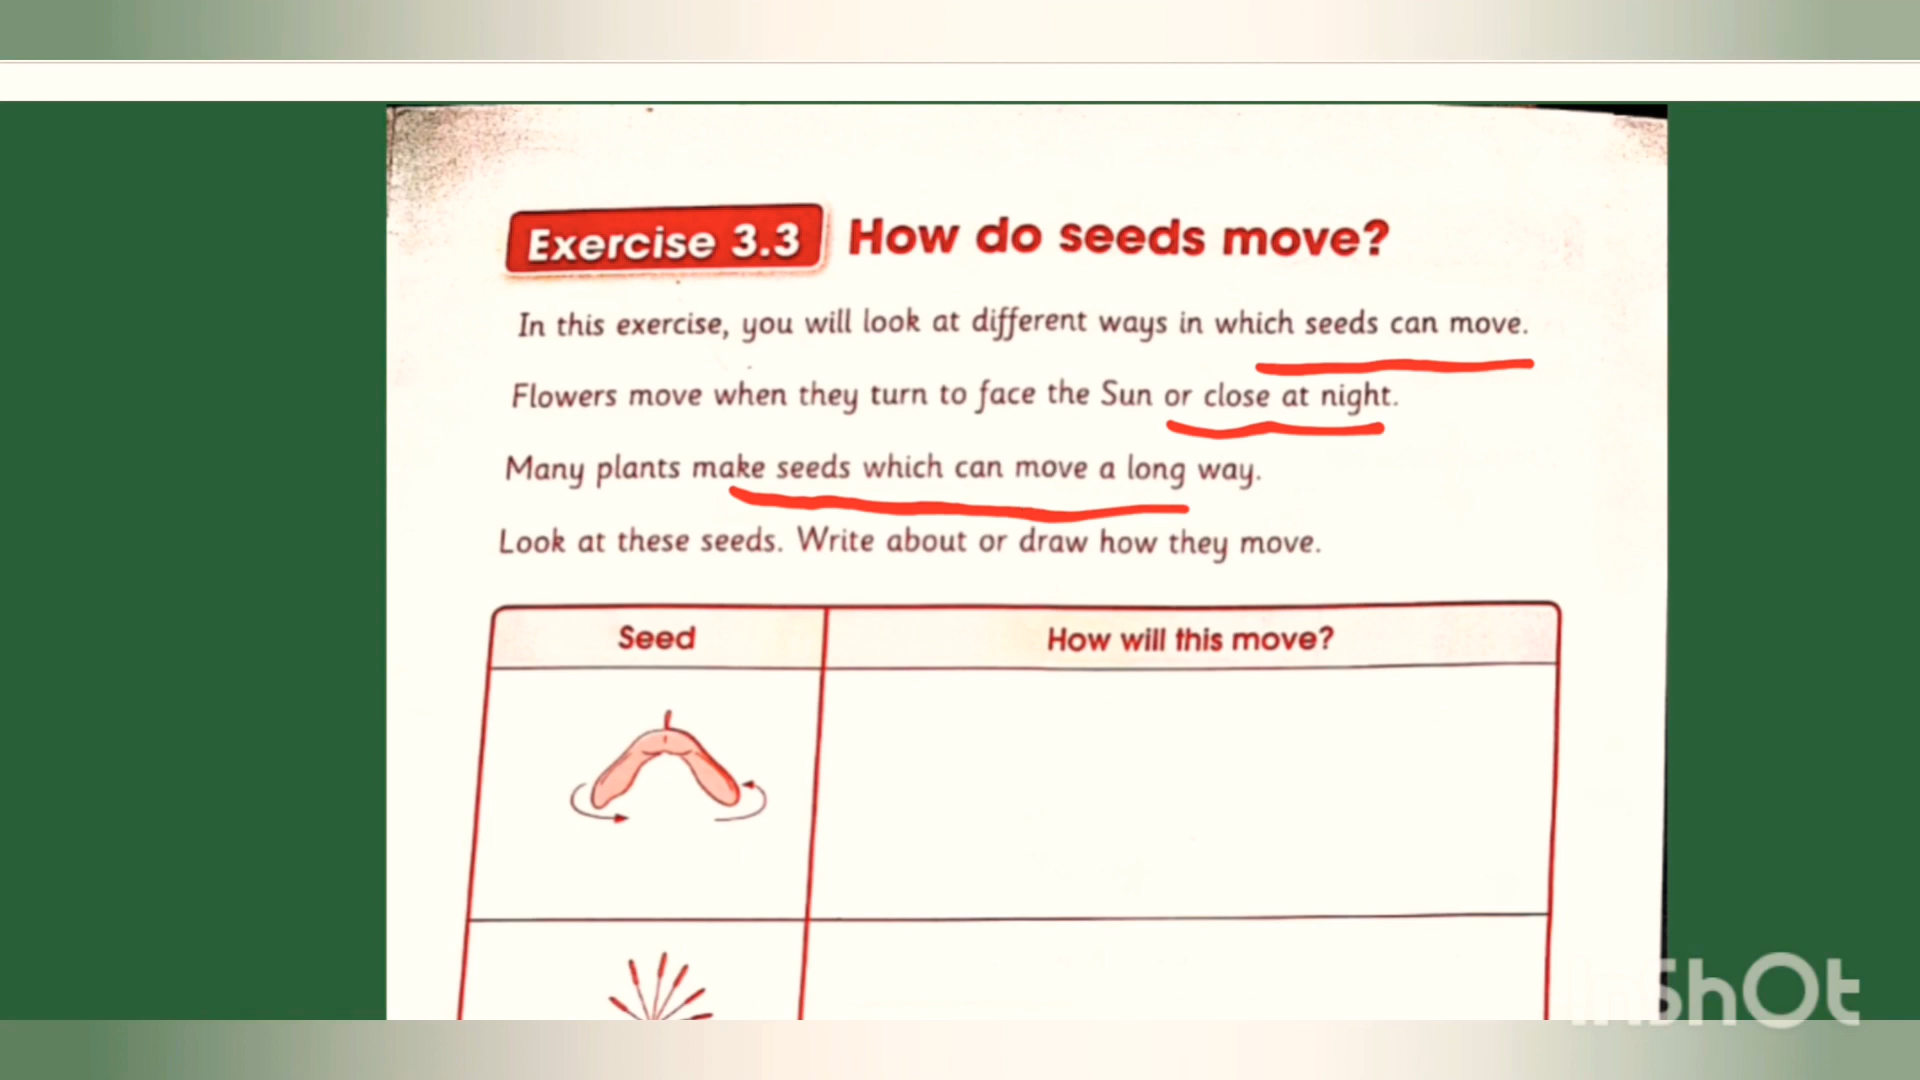 Exercise 3.3 How do seeds move?
In this exercise, you will look at different ways in which seeds can move.
Flowers move when they turn to face the Sun or close at night.
Many plants make seeds which can move a long way.
Look at these seeds. Write about or draw how they move.
Seed How will this move?
InShOt